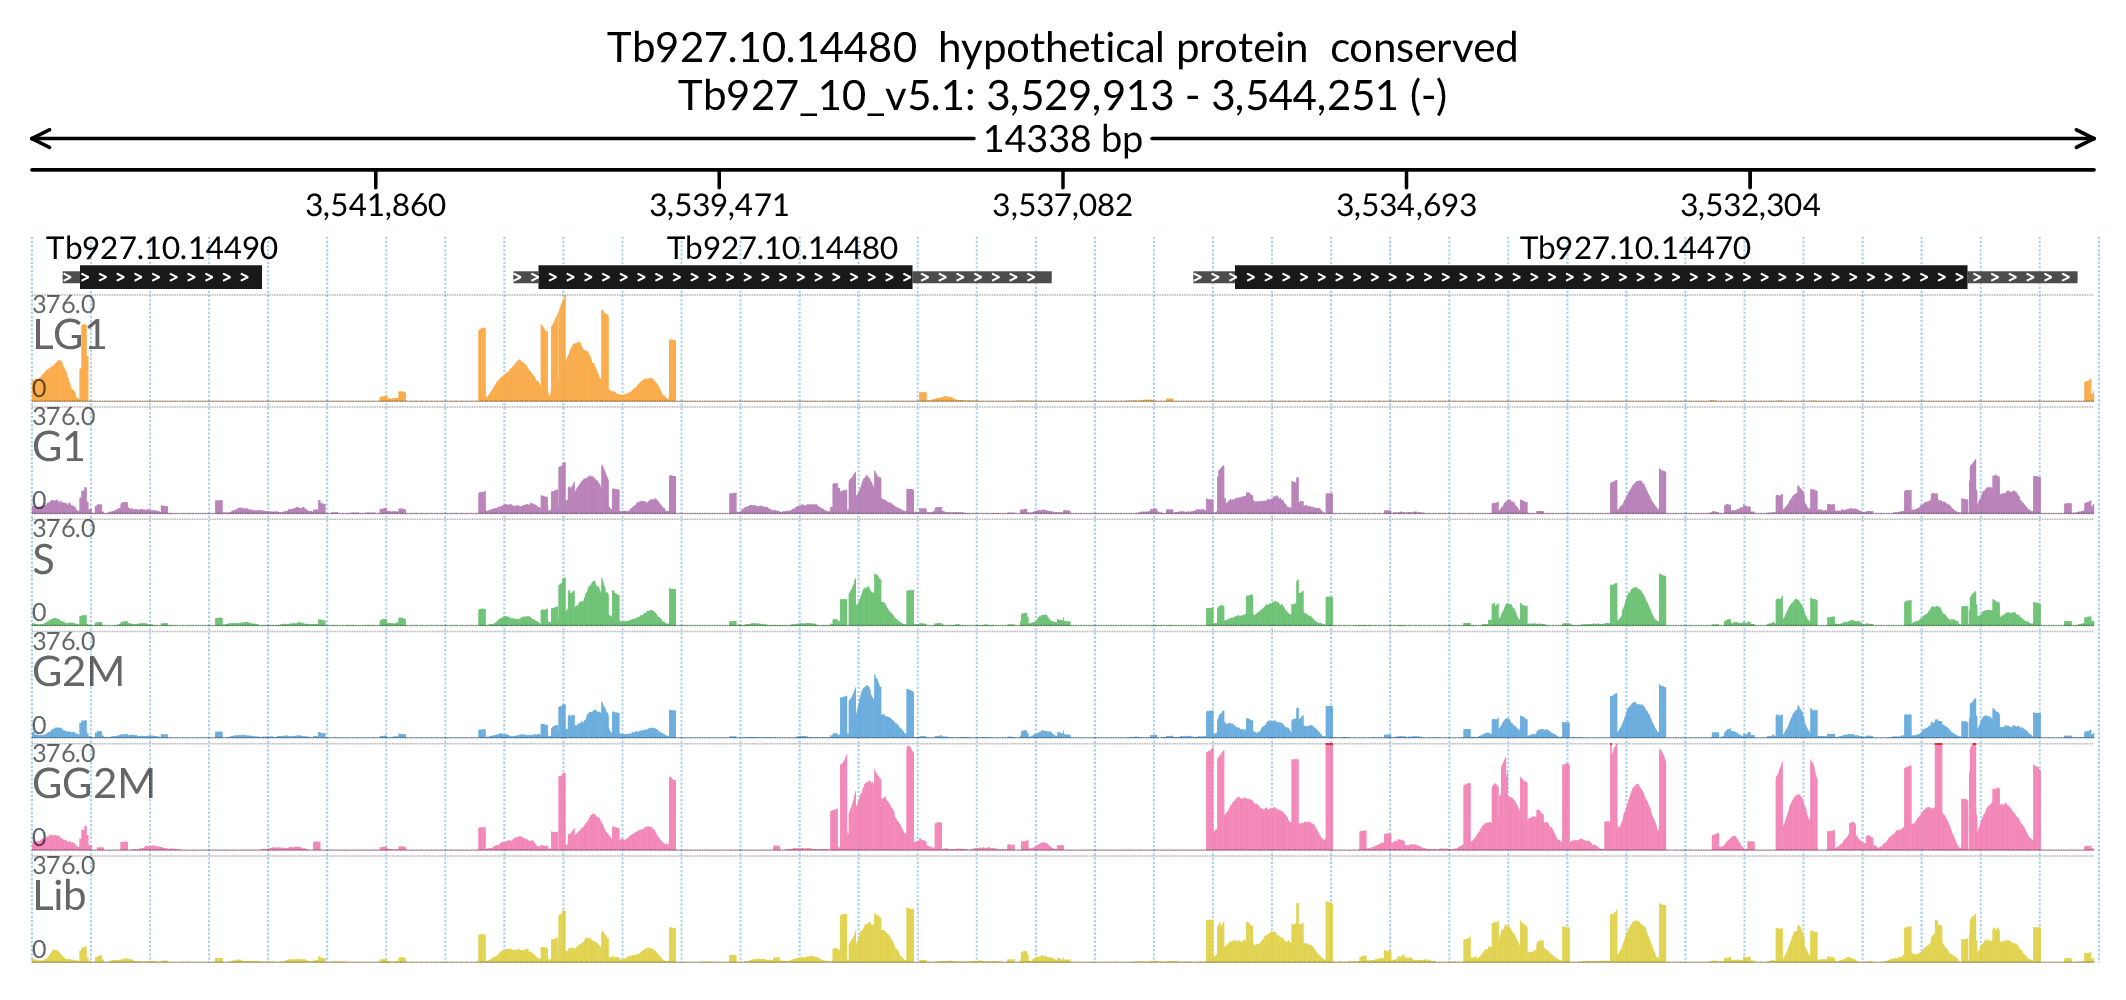 Tb927.10.14480 hypothetical protein conserved
Tb927_10_v5.1: 3,529,913 - 3,544,251 (-)
14338 bp
3,541,860 3,539,471 3,537,082 3,534,693 3,532,304
Tb927.10.14490 Tb927.10.14480 Tb927.10.14470
376.0
LG1
0
376.0
G1
0
376.0
S
0
376.0
G2M
0
376.0
GG2M
0
376.0
Lib
0